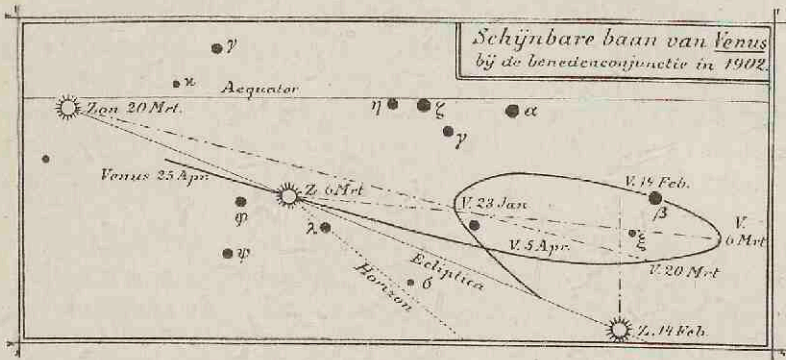 Schijnbare baan van Venus
bij de benedenconjunctie in 1902.
γ
κ
Aequator
Zon 20 Mrt.
η
ζ
α
γ
Venus 25 Apr.
Z. 6 Mrt
V. 14 Feb.
V. 23 Jan
β
φ
λ
ξ
V.
6 Mrt
V. 5 Apr.
ψ
V. 20 Mrt
Ecliptica
Horizon
σ
Z. 14 Feb.